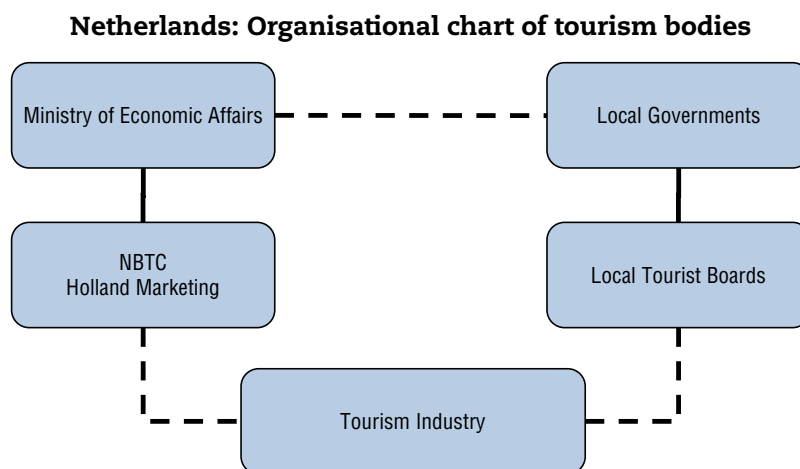 Netherlands: Organisational chart of tourism bodies
Ministry of Economic Affairs
Local Governments
NBTC
Holland Marketing
Local Tourist Boards
Tourism Industry